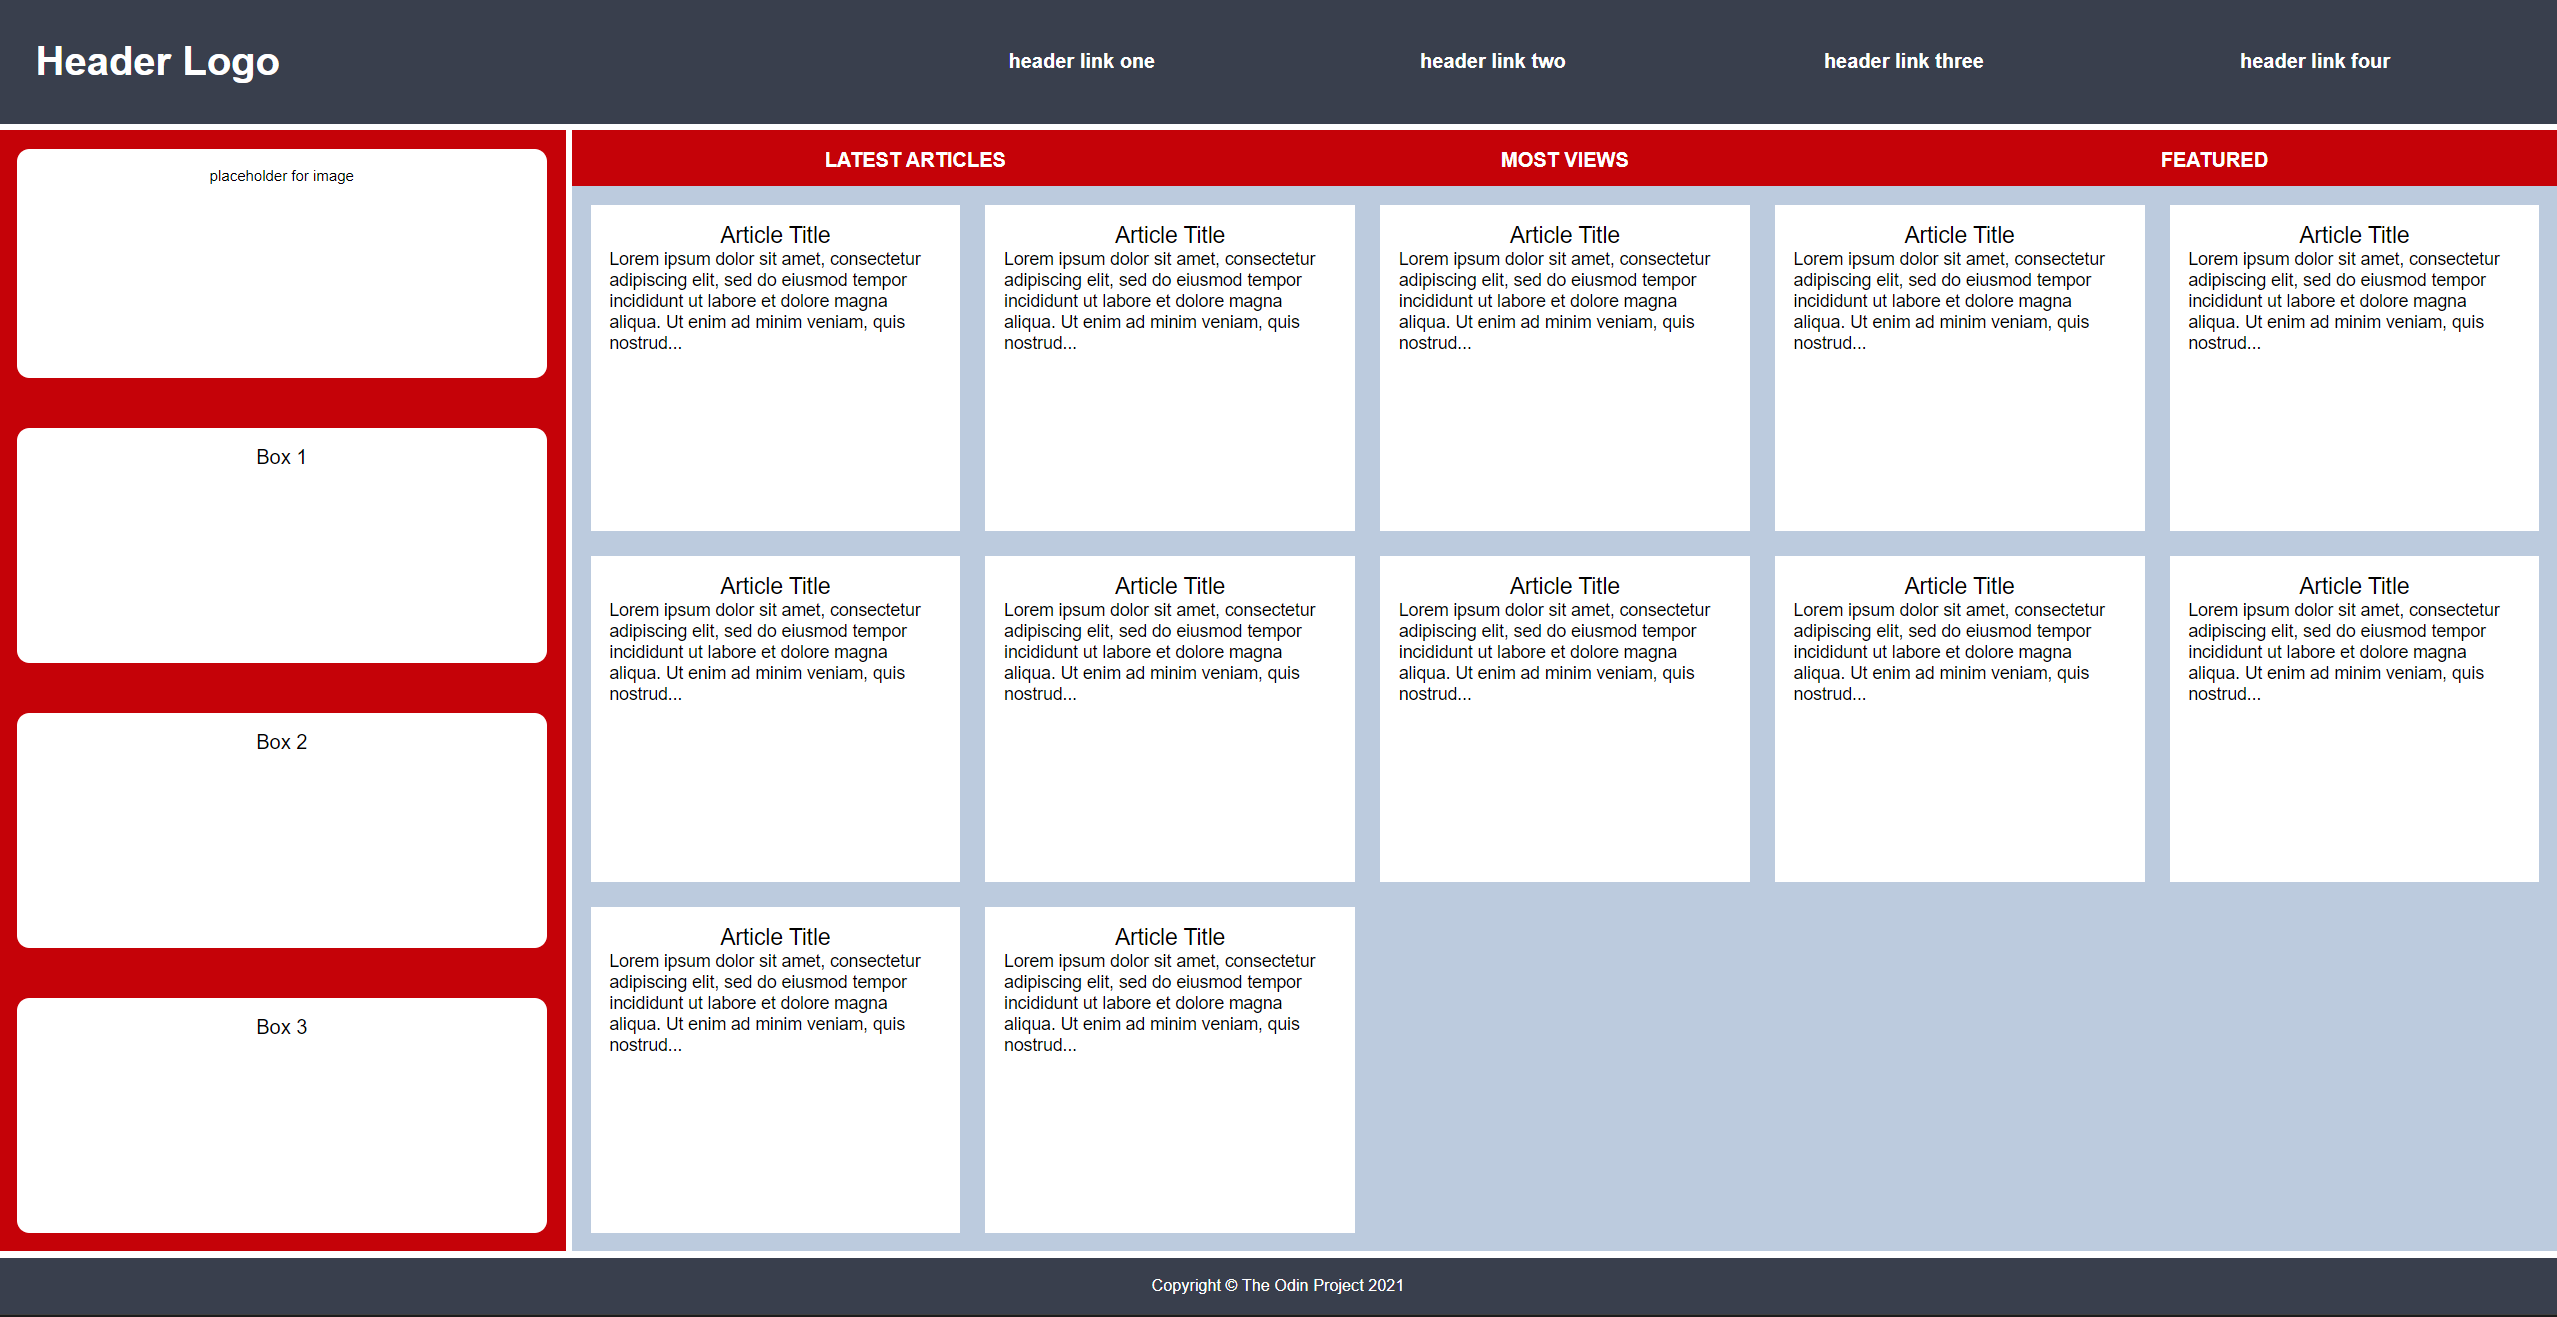 Header Logo
header link one
header link two
header link three
header link four
placeholder for image
Box 1
Box 2
Box 3
LATEST ARTICLES
MOST VIEWS
FEATURED
Article Title
Lorem ipsum dolor sit amet, consectetur
adipiscing elit, sed do eiusmod tempor
incididunt ut labore et dolore magna
aliqua. Ut enim ad minim veniam, quis
nostrud...
Article Title
Lorem ipsum dolor sit amet, consectetur
adipiscing elit, sed do eiusmod tempor
incididunt ut labore et dolore magna
aliqua. Ut enim ad minim veniam, quis
nostrud...
Article Title
Lorem ipsum dolor sit amet, consectetur
adipiscing elit, sed do eiusmod tempor
incididunt ut labore et dolore magna
aliqua. Ut enim ad minim veniam, quis
nostrud...
Article Title
Lorem ipsum dolor sit amet, consectetur
adipiscing elit, sed do eiusmod tempor
incididunt ut labore et dolore magna
aliqua. Ut enim ad minim veniam, quis
nostrud...
Article Title
Lorem ipsum dolor sit amet, consectetur
adipiscing elit, sed do eiusmod tempor
incididunt ut labore et dolore magna
aliqua. Ut enim ad minim veniam, quis
nostrud...
Article Title
Lorem ipsum dolor sit amet, consectetur
adipiscing elit, sed do eiusmod tempor
incididunt ut labore et dolore magna
aliqua. Ut enim ad minim veniam, quis
nostrud...
Article Title
Lorem ipsum dolor sit amet, consectetur
adipiscing elit, sed do eiusmod tempor
incididunt ut labore et dolore magna
aliqua. Ut enim ad minim veniam, quis
nostrud...
Article Title
Lorem ipsum dolor sit amet, consectetur
adipiscing elit, sed do eiusmod tempor
incididunt ut labore et dolore magna
aliqua. Ut enim ad minim veniam, quis
nostrud...
Article Title
Lorem ipsum dolor sit amet, consectetur
adipiscing elit, sed do eiusmod tempor
incididunt ut labore et dolore magna
aliqua. Ut enim ad minim veniam, quis
nostrud...
Article Title
Lorem ipsum dolor sit amet, consectetur
adipiscing elit, sed do eiusmod tempor
incididunt ut labore et dolore magna
aliqua. Ut enim ad minim veniam, quis
nostrud...
Article Title
Lorem ipsum dolor sit amet, consectetur
adipiscing elit, sed do eiusmod tempor
incididunt ut labore et dolore magna
aliqua. Ut enim ad minim veniam, quis
nostrud...
Article Title
Lorem ipsum dolor sit amet, consectetur
adipiscing elit, sed do eiusmod tempor
incididunt ut labore et dolore magna
aliqua. Ut enim ad minim veniam, quis
nostrud...
Copyright © The Odin Project 2021